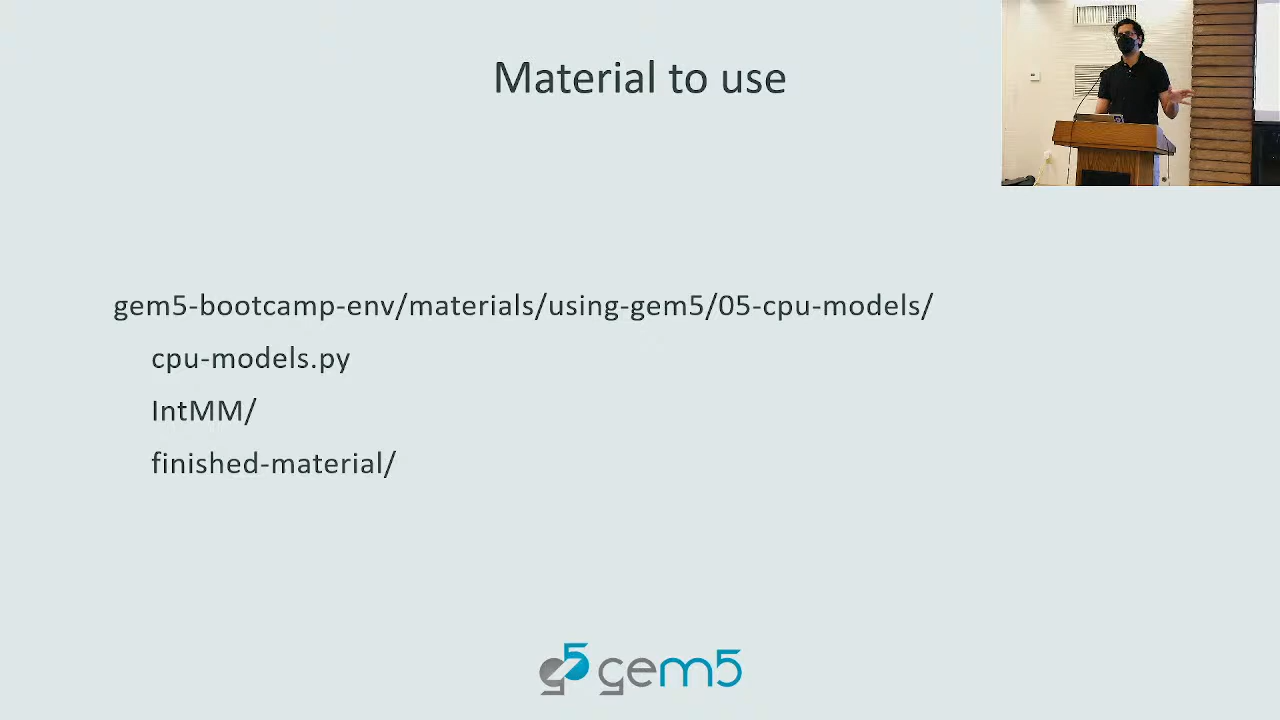 Material to use
gem5-bootcamp-env/materials/using-gem5/05-cpu-models/
cpu-models.py
IntMM/
finished-material/
g5 gem5